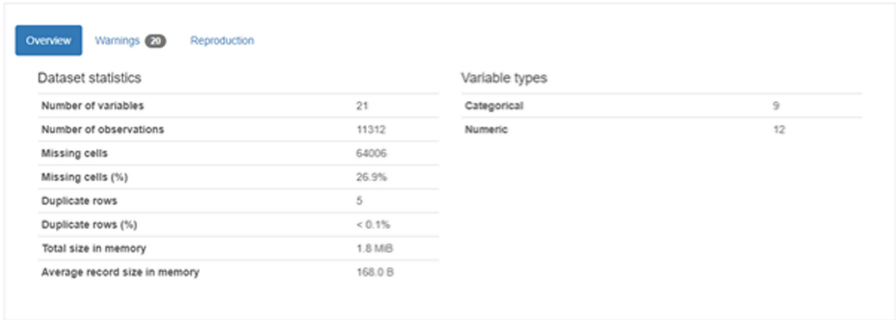 Overview Warnings 20 Reproduction
Dataset statistics
Number of variables 21
Number of observations 11312
Missing cells 64006
Missing cells (%) 26.9%
Duplicate rows 5
Duplicate rows (%) < 0.1%
Total size in memory 1.8 MiB
Average record size in memory 168.0 B
Variable types
Categorical 9
Numeric 12